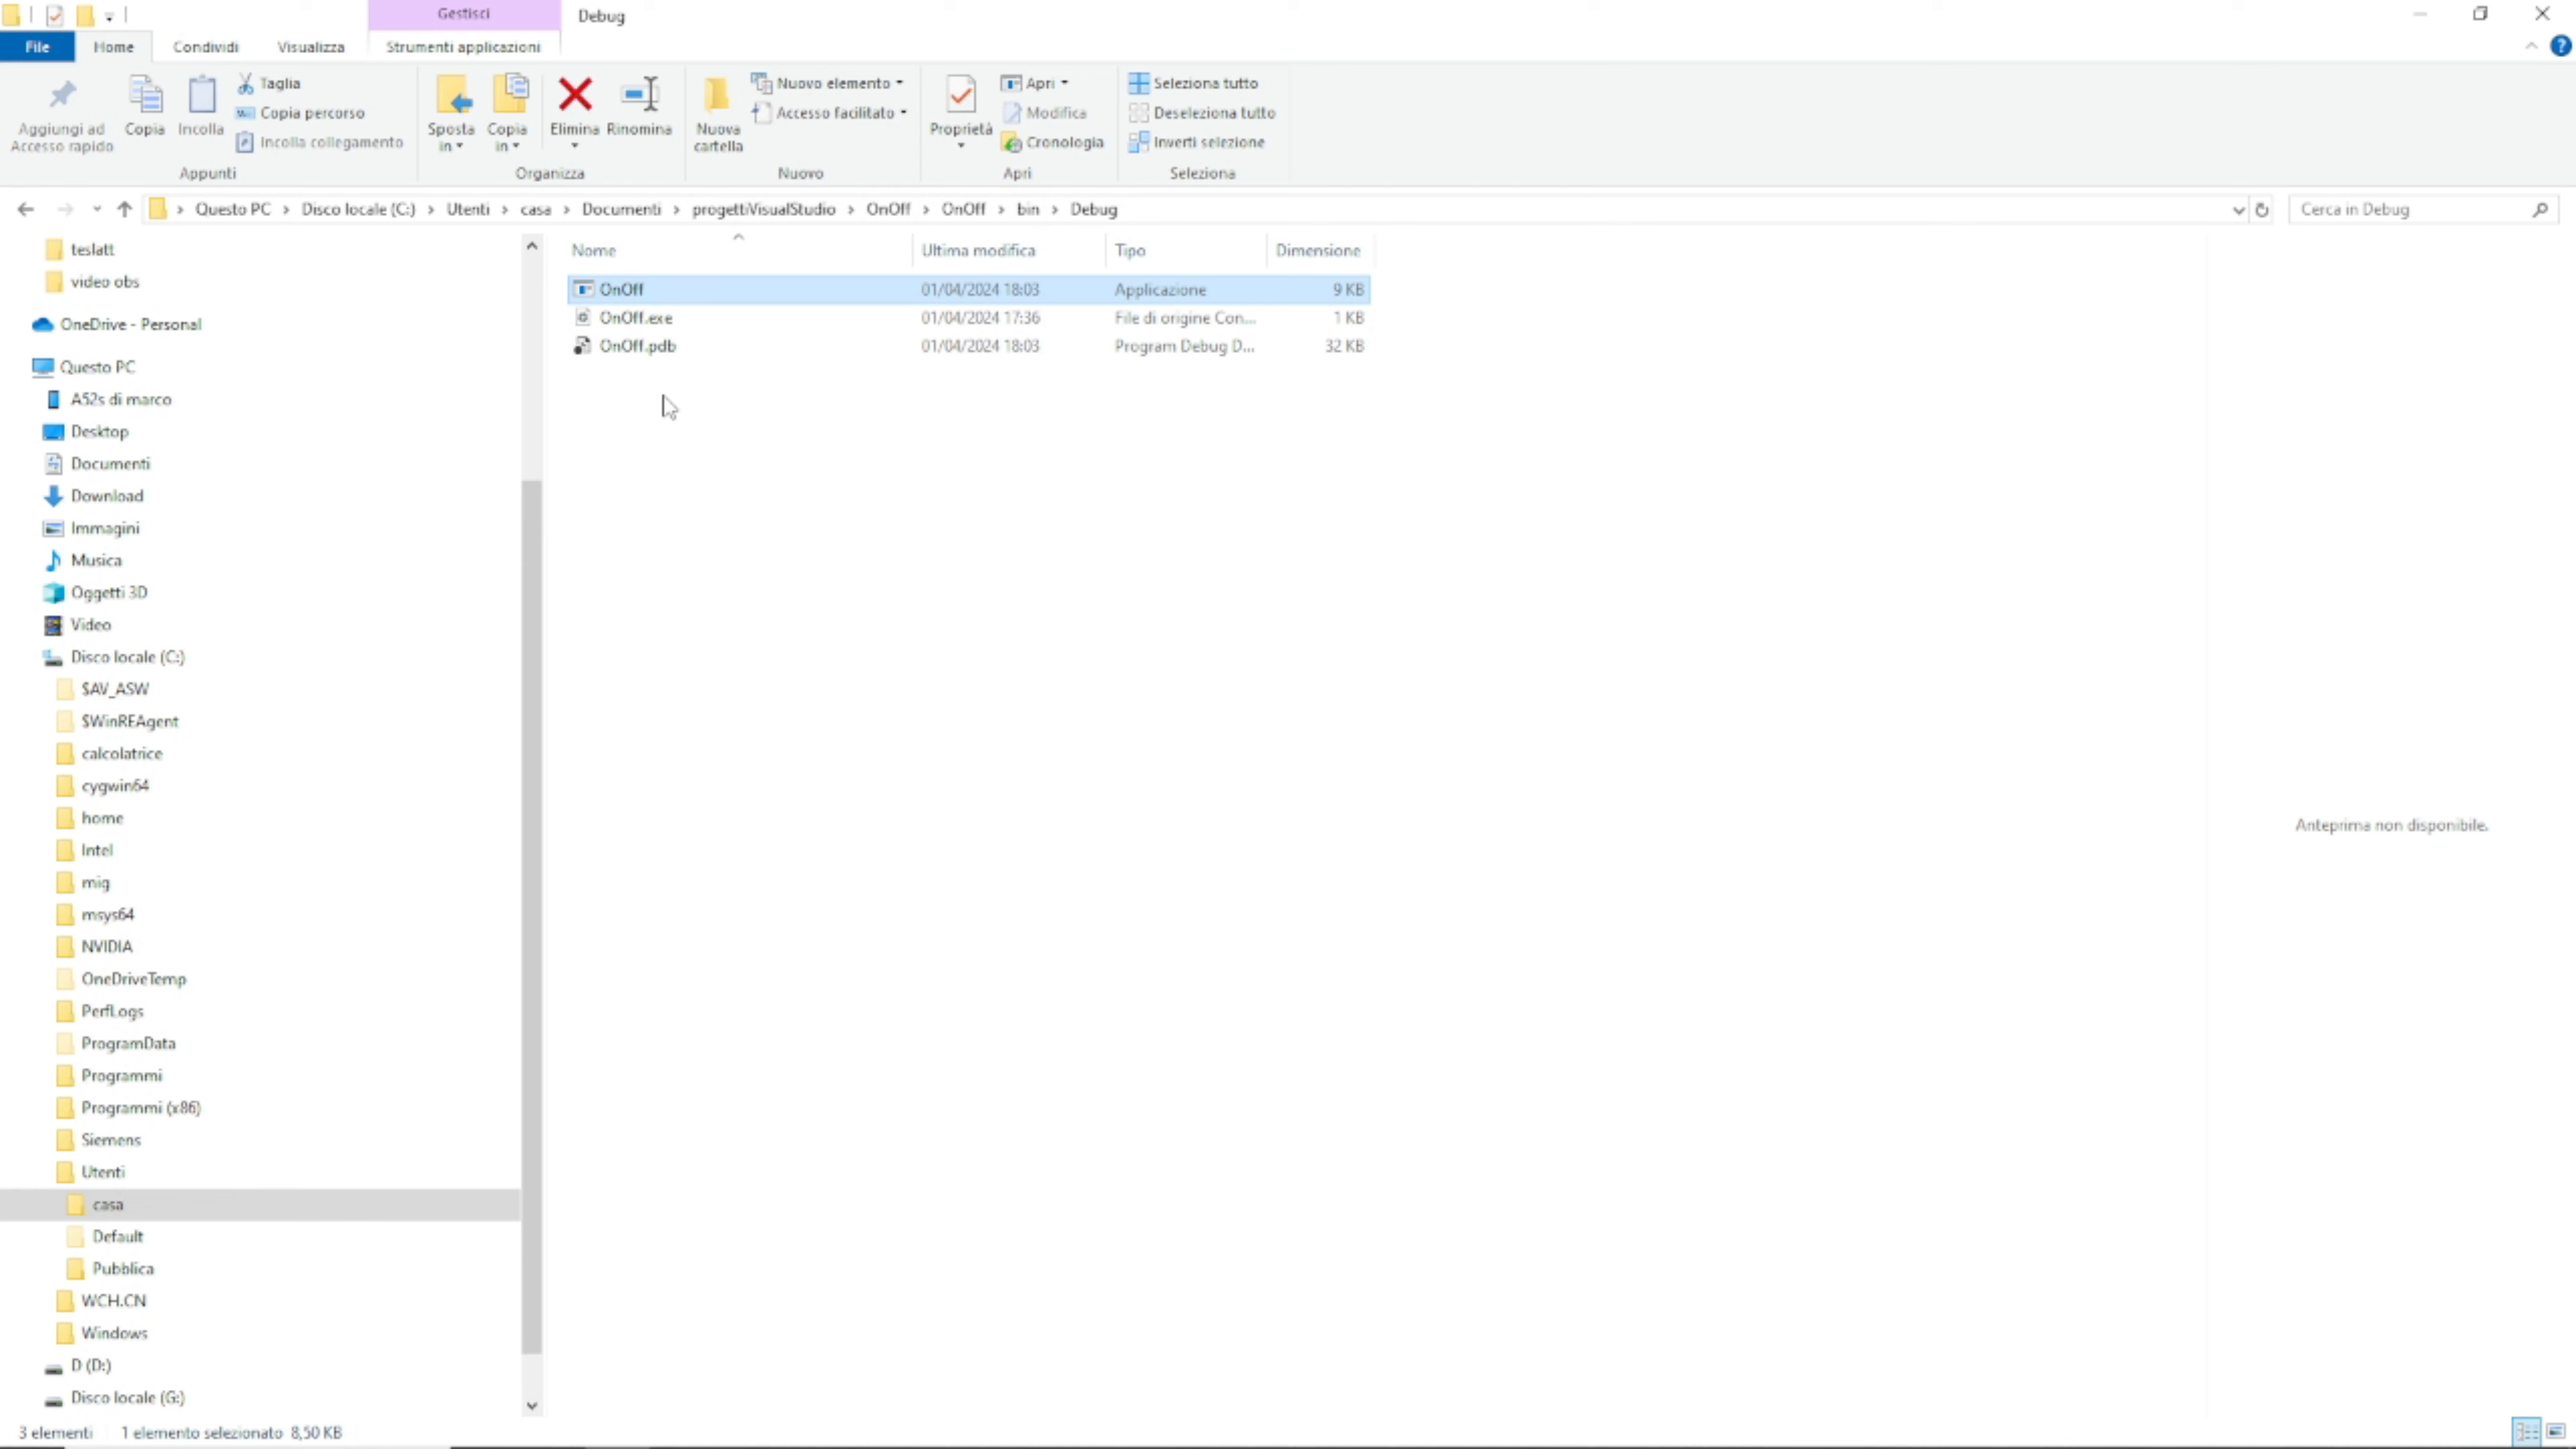 Gestisci
Debug
File
Home
Condividi
Visualizza
Strumenti applicazioni
Aggiungi ad
Accesso rapido
Copia
Incolla
Taglia
Copia percorso
Incolla collegamento
Appunti
Sposta
in
Copia
in
Elimina
Rinomina
Organizza
Nuova
cartella
Nuovo elemento
Accesso facilitato
Nuovo
Proprietà
Apri
Modifica
Cronologia
Apri
Seleziona tutto
Deseleziona tutto
Inverti selezione
Seleziona
Questo PC > Disco locale (C:) > Utenti > casa > Documenti > progettiVisualStudio > OnOff > OnOff > bin > Debug
Cerca in Debug
teslatt
video obs
OneDrive - Personal
Questo PC
A52s di marco
Desktop
Documenti
Download
Immagini
Musica
Oggetti 3D
Video
Disco locale (C:)
$AV_ASW
$WinREAgent
calcolatrice
cygwin64
home
Intel
mig
msys64
NVIDIA
OneDriveTemp
PerfLogs
ProgramData
Programmi
Programmi (x86)
Siemens
Utenti
casa
Default
Pubblica
WCH.CN
Windows
D (D:)
Disco locale (G:)
Nome Ultima modifica Tipo Dimensione
OnOff 01/04/2024 18:03 Applicazione 9 KB
OnOff.exe 01/04/2024 17:36 File di origine Con... 1 KB
OnOff.pdb 01/04/2024 18:03 Program Debug D... 32 KB
Anteprima non disponibile.
3 elementi 1 elemento selezionato 8,50 KB